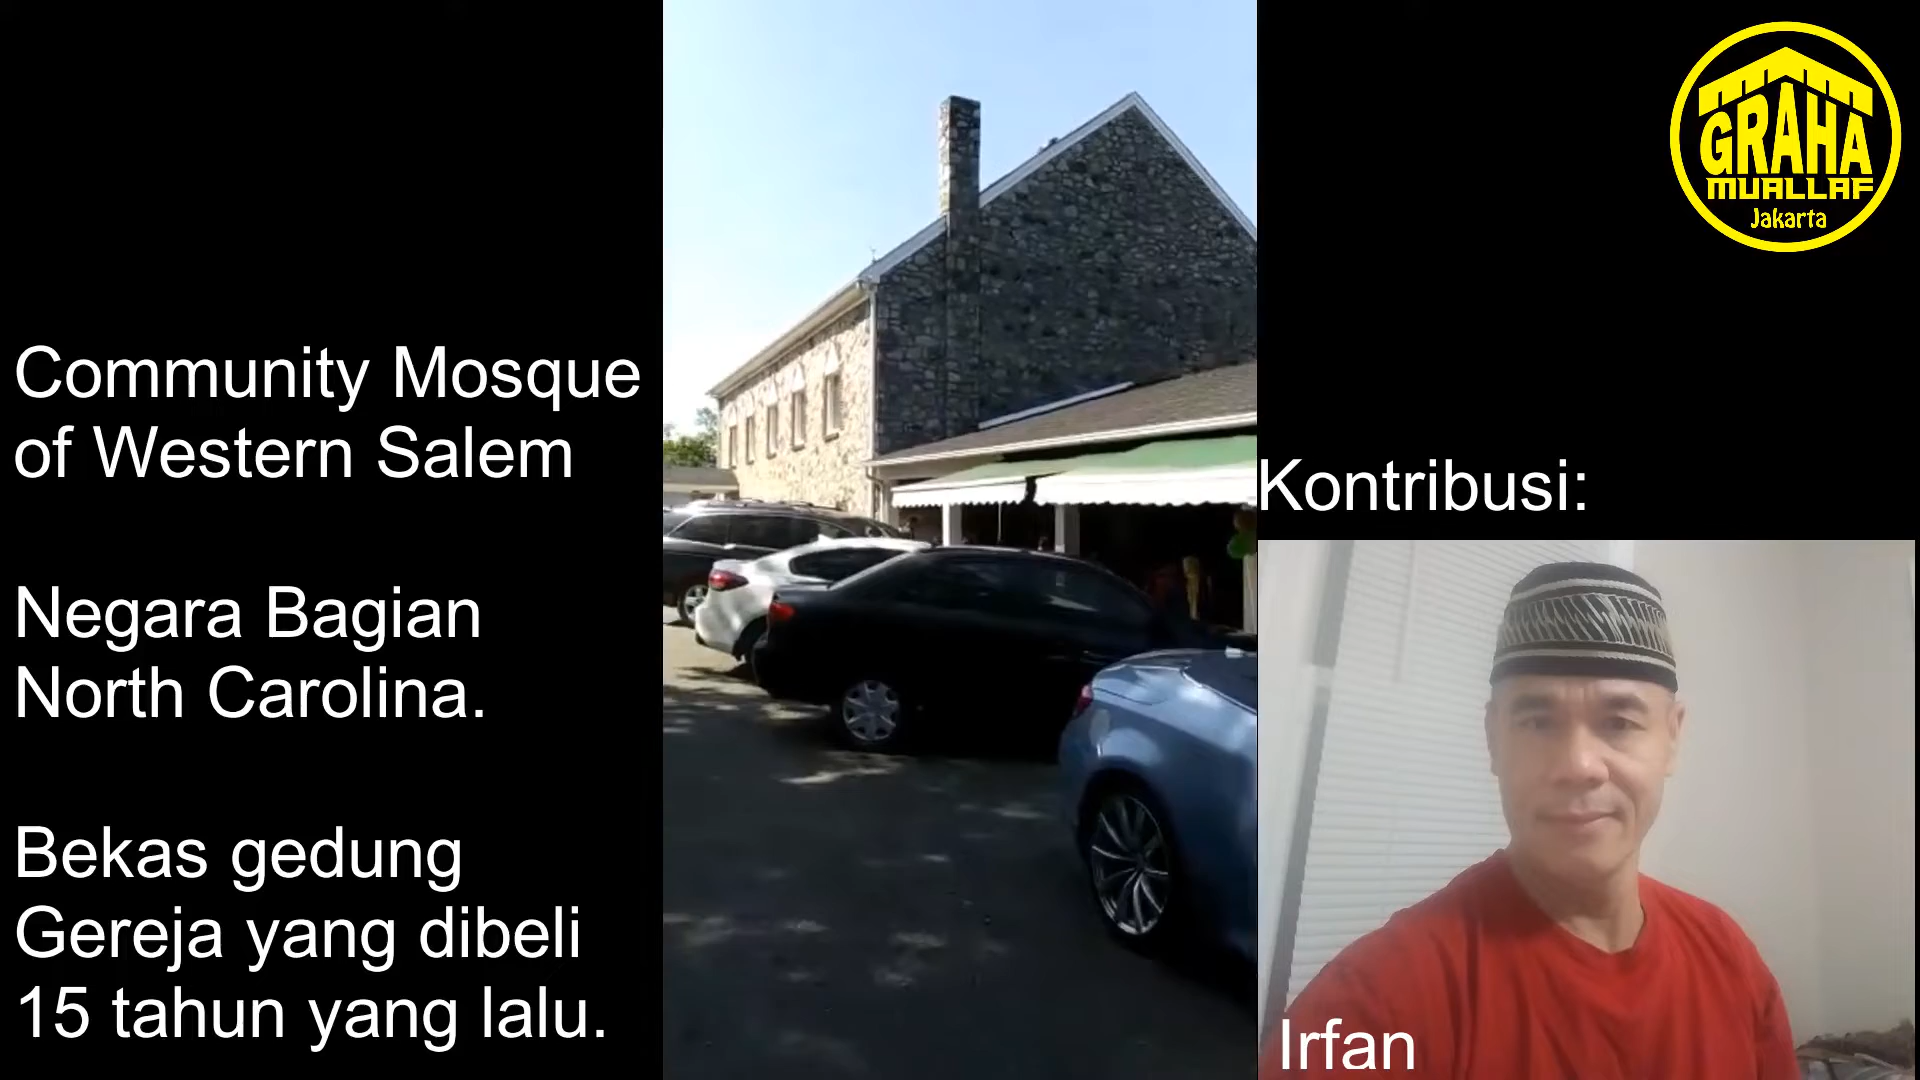 Community Mosque
of Western Salem
Negara Bagian
North Carolina.
Bekas gedung
Gereja yang dibeli
15 tahun yang lalu.
GRAHA
MUALLAF
Jakarta
Kontribusi:
Irfan